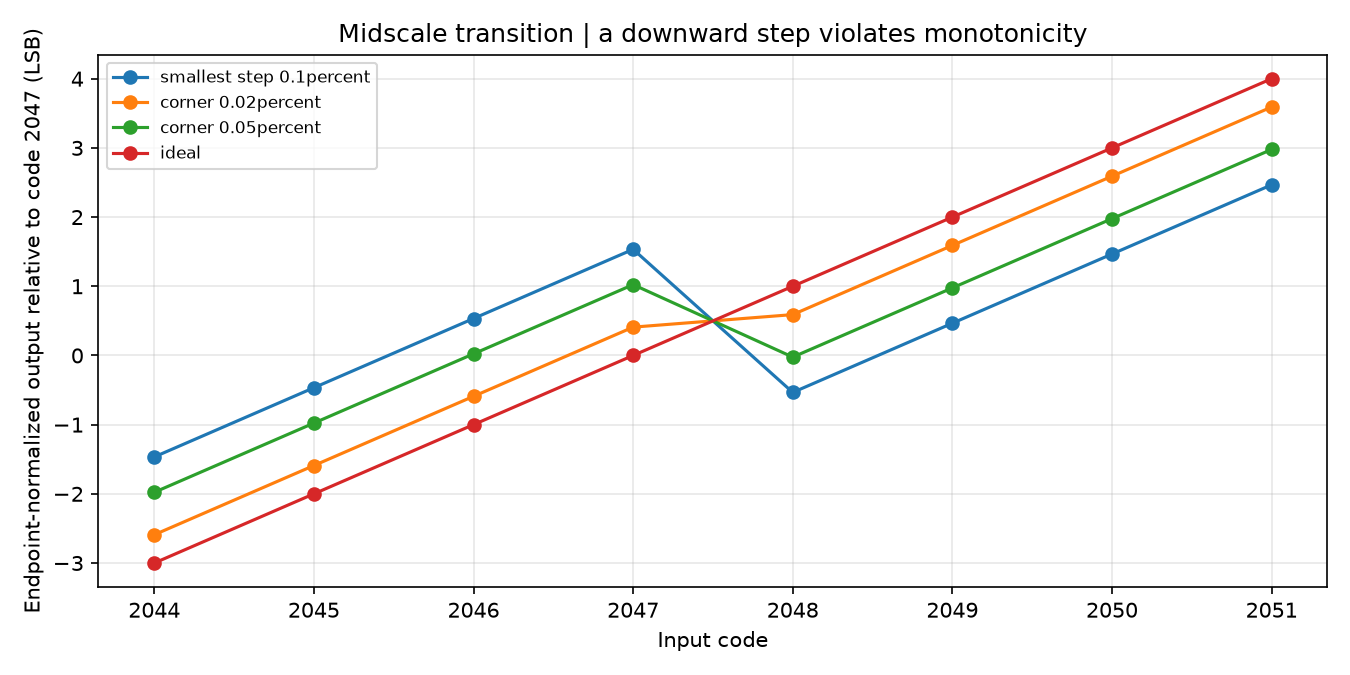 Midscale transition | a downward step violates monotonicity
Endpoint-normalized output relative to code 2047 (LSB)
smallest step 0.1percent
corner 0.02percent
corner 0.05percent
ideal
4
3
2
1
0
−1
−2
−3
2044 2045 2046 2047 2048 2049 2050 2051
Input code